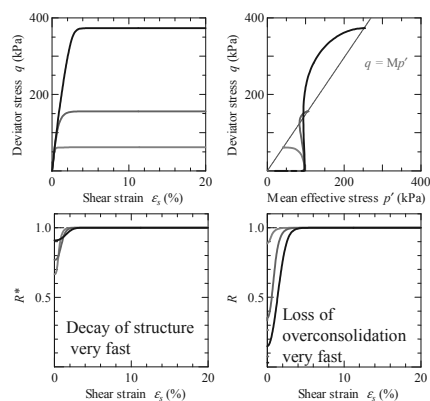 400
200
0
Deviator stress q (kPa)
0
10
20
Shear strain εs (%)
400
200
0
Deviator stress q (kPa)
q = Mp′
0
200
400
Mean effective stress p′ (kPa)
1.0
0.5
R*
Decay of structure
very fast
0
10
20
Shear strain εs (%)
1.0
0.5
R
Loss of
overconsolidation
very fast
0
10
20
Shear strain εs (%)